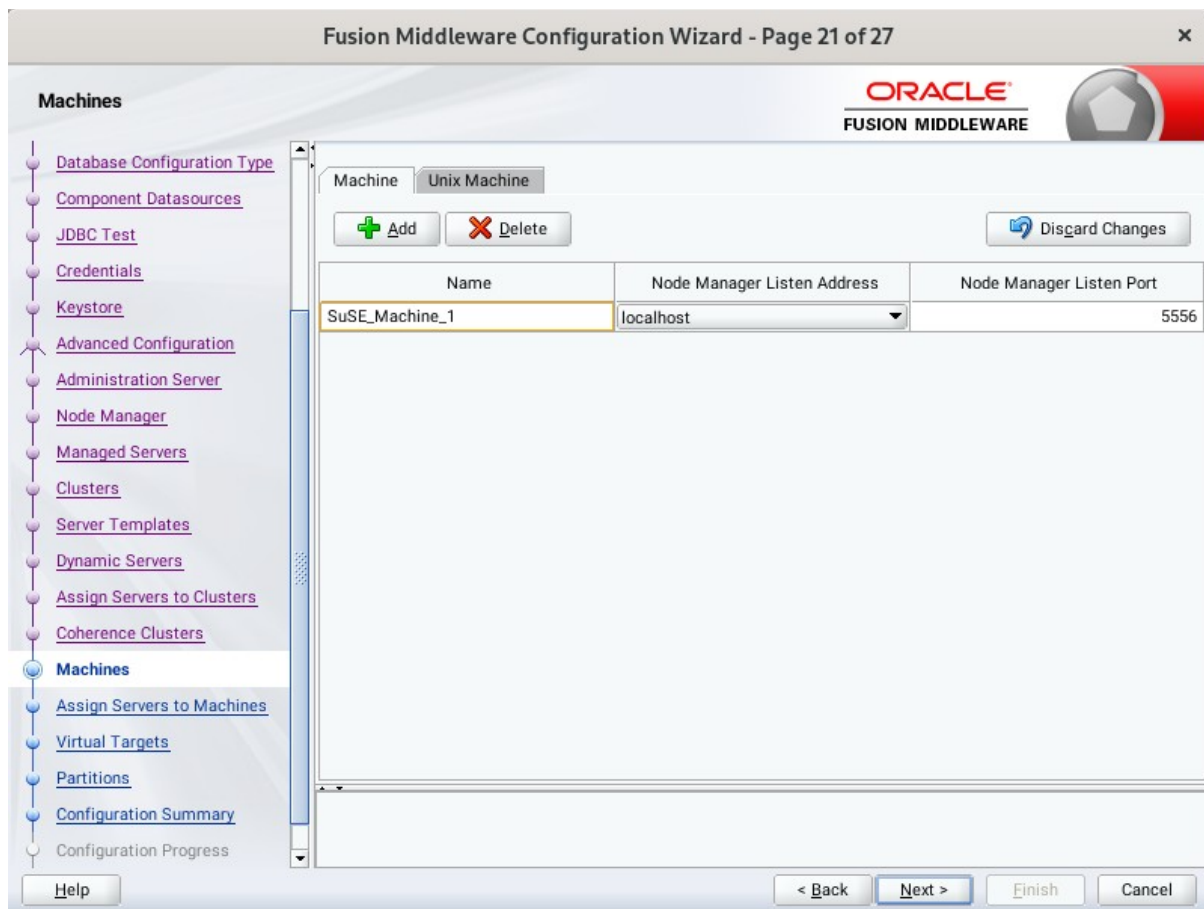 Fusion Middleware Configuration Wizard - Page 21 of 27
Machines
ORACLE
FUSION MIDDLEWARE
Database Configuration Type
Component Datasources
JDBC Test
Credentials
Keystore
Advanced Configuration
Administration Server
Node Manager
Managed Servers
Clusters
Server Templates
Dynamic Servers
Assign Servers to Clusters
Coherence Clusters
Machines
Assign Servers to Machines
Virtual Targets
Partitions
Configuration Summary
Configuration Progress
Machine Unix Machine
Add Delete Discard Changes
Name Node Manager Listen Address Node Manager Listen Port
SuSE_Machine_1 localhost 5556
Help < Back Next > Finish Cancel